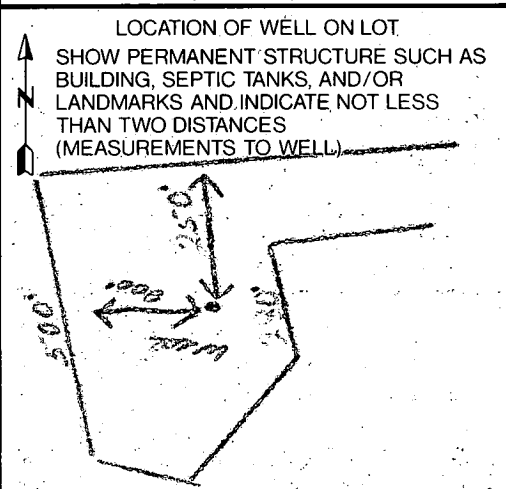 LOCATION OF WELL ON LOT
SHOW PERMANENT STRUCTURE SUCH AS
BUILDING, SEPTIC TANKS, AND/OR
N
LANDMARKS AND INDICATE NOT LESS
THAN TWO DISTANCES
(MEASUREMENTS TO WELL)
250'
500'
well